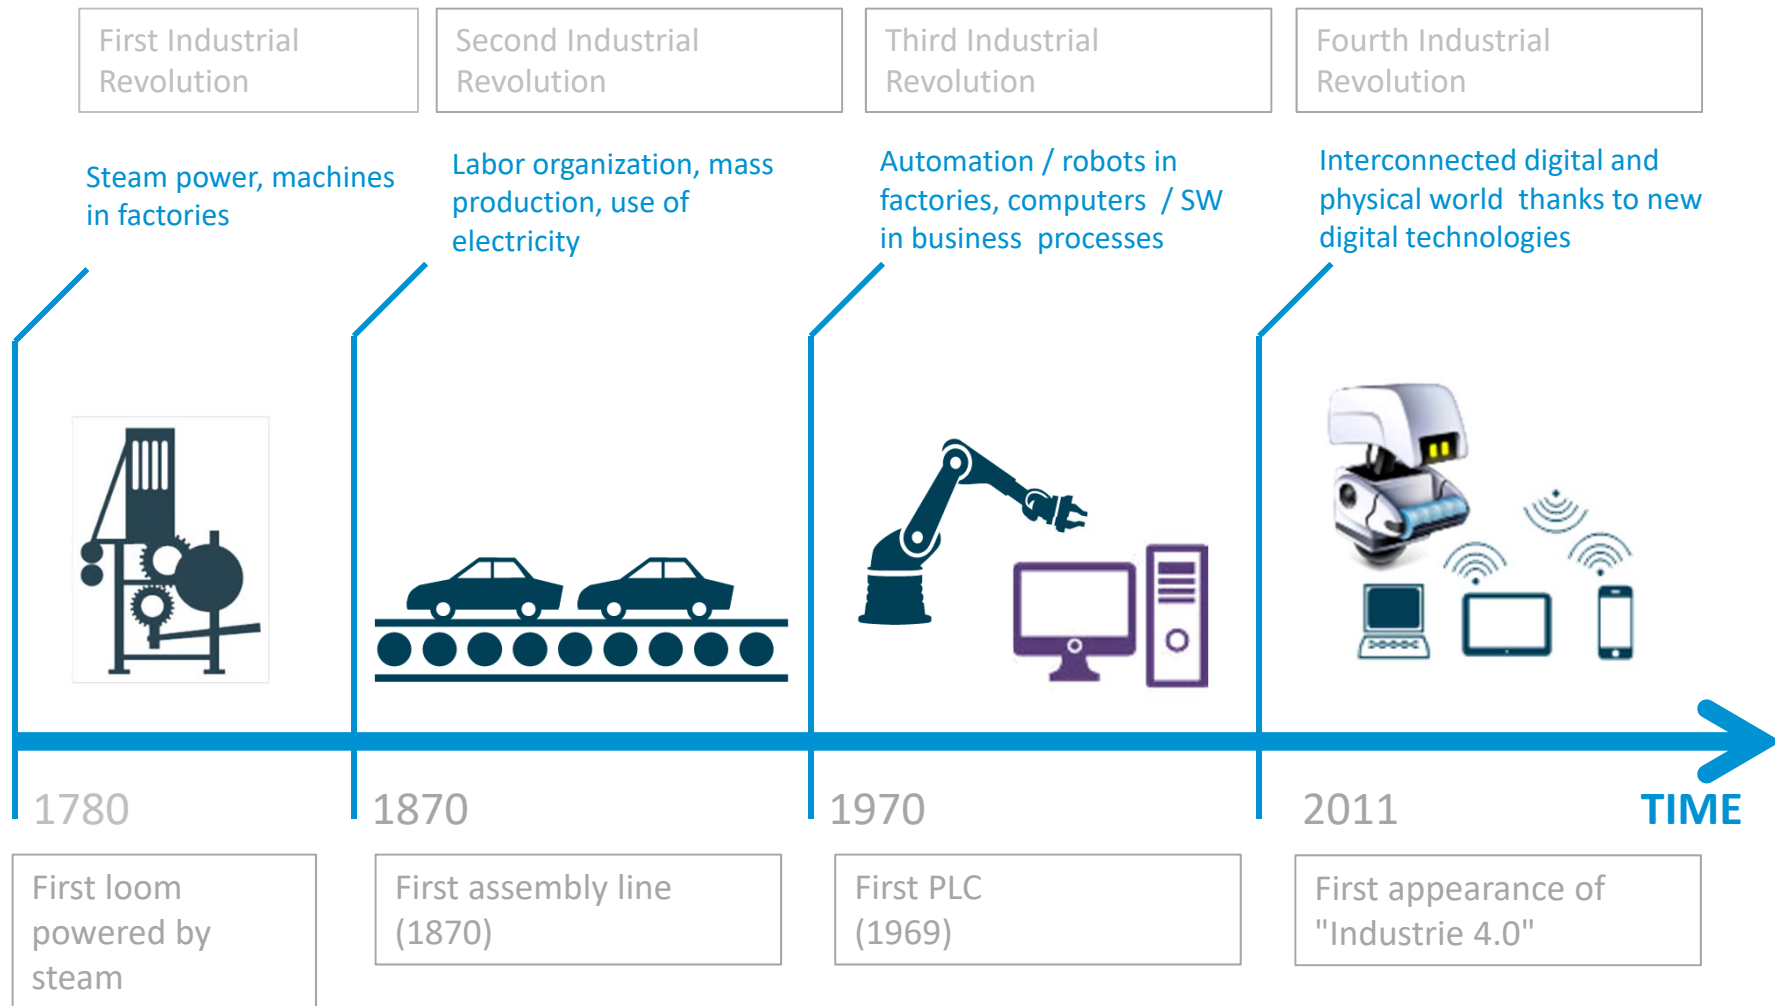 First Industrial
Revolution
Second Industrial
Revolution
Third Industrial
Revolution
Fourth Industrial
Revolution
Steam power, machines
in factories
Labor organization, mass
production, use of
electricity
Automation / robots in
factories, computers / SW
in business processes
Interconnected digital and
physical world thanks to new
digital technologies
1780
1870
1970
2011
TIME
First loom
powered by
steam
First assembly line
(1870)
First PLC
(1969)
First appearance of
"Industrie 4.0"